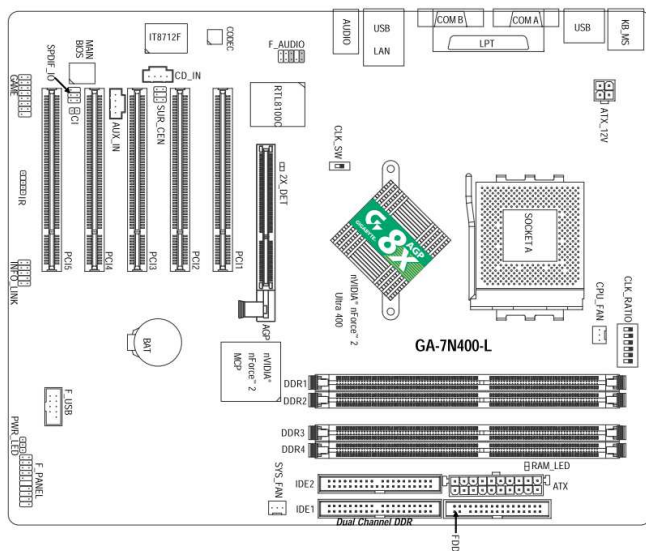 AUDIO
USB
LAN
COM B
COM A
LPT
USB
KB_MS
IT8712F
CODEC
F_AUDIO
MAIN
BIOS
SPDIF_IO
CD_IN
GAME
CI
AUX_IN
SUR_CEN
RTL8100C
ATX_12V
CLK_SW
2X_DET
IR
G
GIGABYTE
8X
AGP
SOCKET A
PCI5
PCI4
PCI3
PCI2
PCI1
INFO_LINK
AGP
nVIDIA® nForce™ 2
Ultra 400
CPU_FAN
CLK_RATIO
GA-7N400-L
BAT
nVIDIA®
nForce™ 2
MCP
DDR1
DDR2
F_USB
DDR3
DDR4
PWR_LED
F_PANEL
SYS_FAN
RAM_LED
IDE2
ATX
IDE1
Dual Channel DDR
FDD